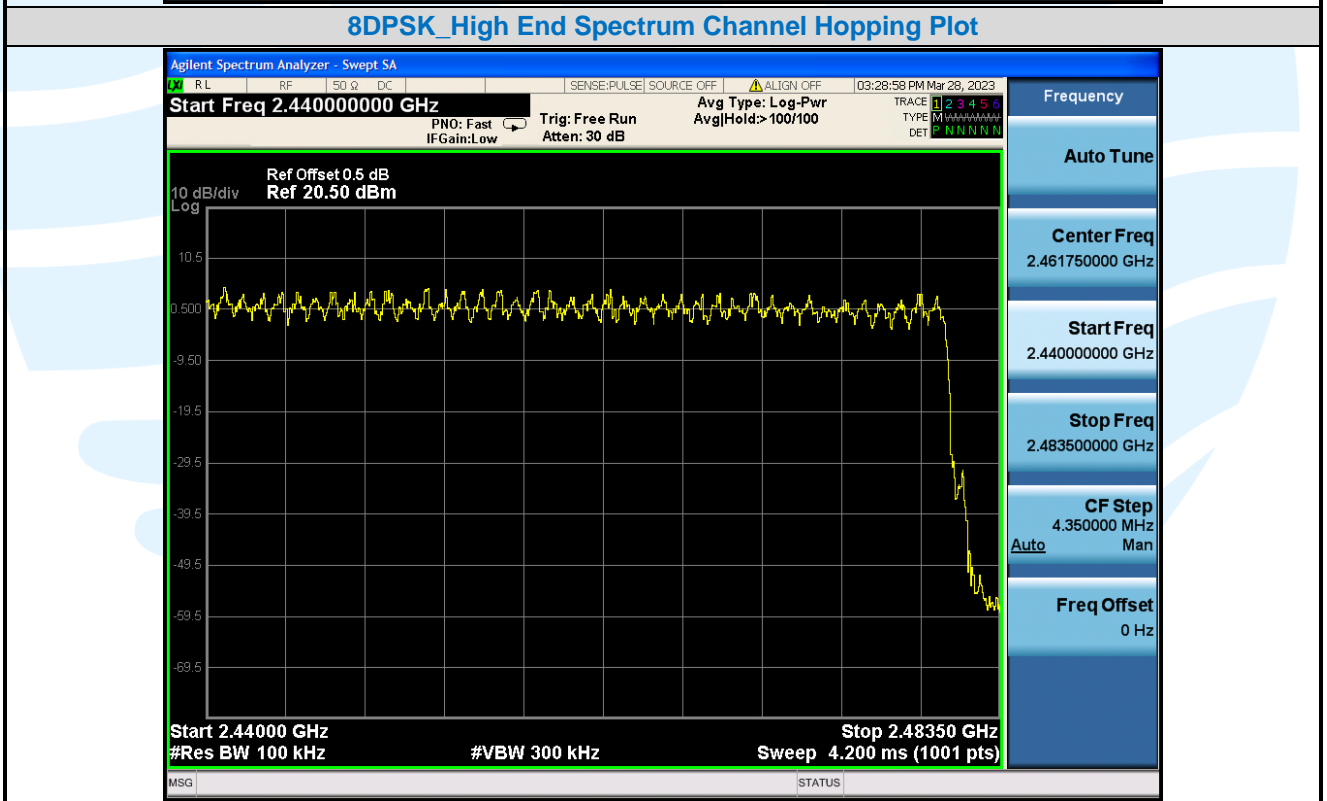 8DPSK_High End Spectrum Channel Hopping Plot
Agilent Spectrum Analyzer - Swept SA
LXI RL RF 50 Ω DC SENSE:PULSE SOURCE OFF ALIGN OFF 03:28:58 PM Mar 28, 2023
Start Freq 2.440000000 GHz
PNO: Fast
IFGain:Low
Trig: Free Run
Atten: 30 dB
Avg Type: Log-Pwr
Avg|Hold:>100/100
TRACE 1 2 3 4 5 6
TYPE M
DET P N N N N N
Ref Offset 0.5 dB
10 dB/div Ref 20.50 dBm
Log
10.5
0.500
-9.50
-19.5
-29.5
-39.5
-49.5
-59.5
-69.5
Start 2.44000 GHz Stop 2.48350 GHz
#Res BW 100 kHz #VBW 300 kHz Sweep 4.200 ms (1001 pts)
MSG STATUS
Frequency
Auto Tune
Center Freq
2.461750000 GHz
Start Freq
2.440000000 GHz
Stop Freq
2.483500000 GHz
CF Step
4.350000 MHz
Auto Man
Freq Offset
0 Hz